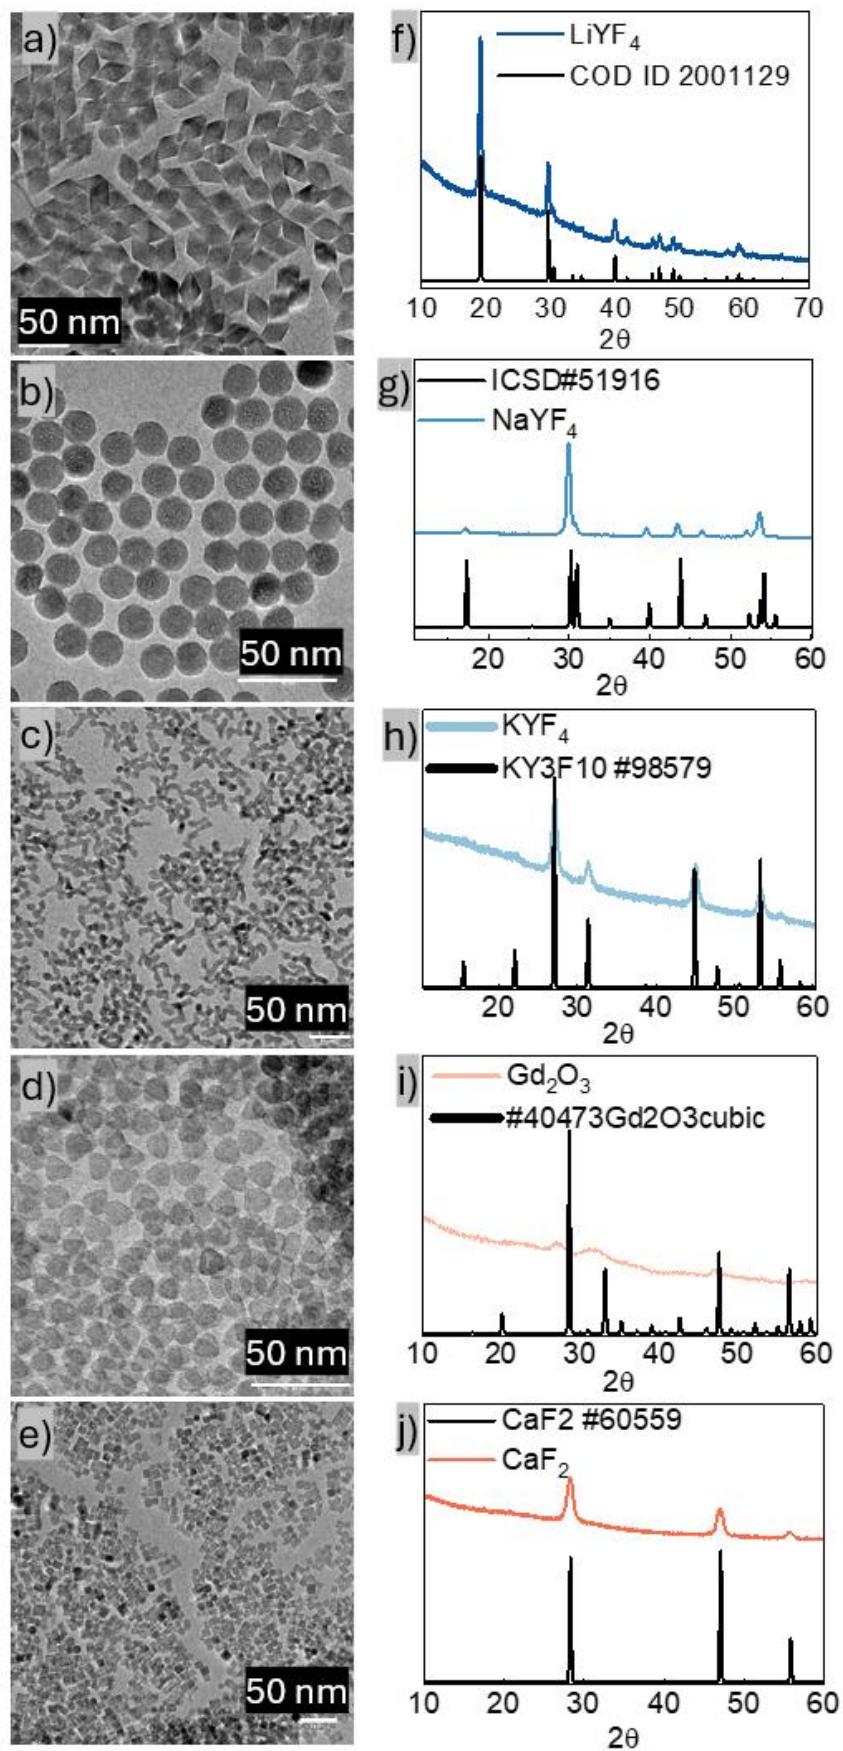 a)
50 nm
f)
LiYF4
COD ID 2001129
10 20 30 40 50 60 70
2θ
b)
50 nm
g)
ICSD#51916
NaYF4
20 30 40 50 60
2θ
c)
50 nm
h)
KYF4
KY3F10 #98579
20 30 40 50 60
2θ
d)
50 nm
i)
Gd2O3
#40473Gd2O3cubic
10 20 30 40 50 60
2θ
e)
50 nm
j)
CaF2 #60559
CaF2
10 20 30 40 50 60
2θ